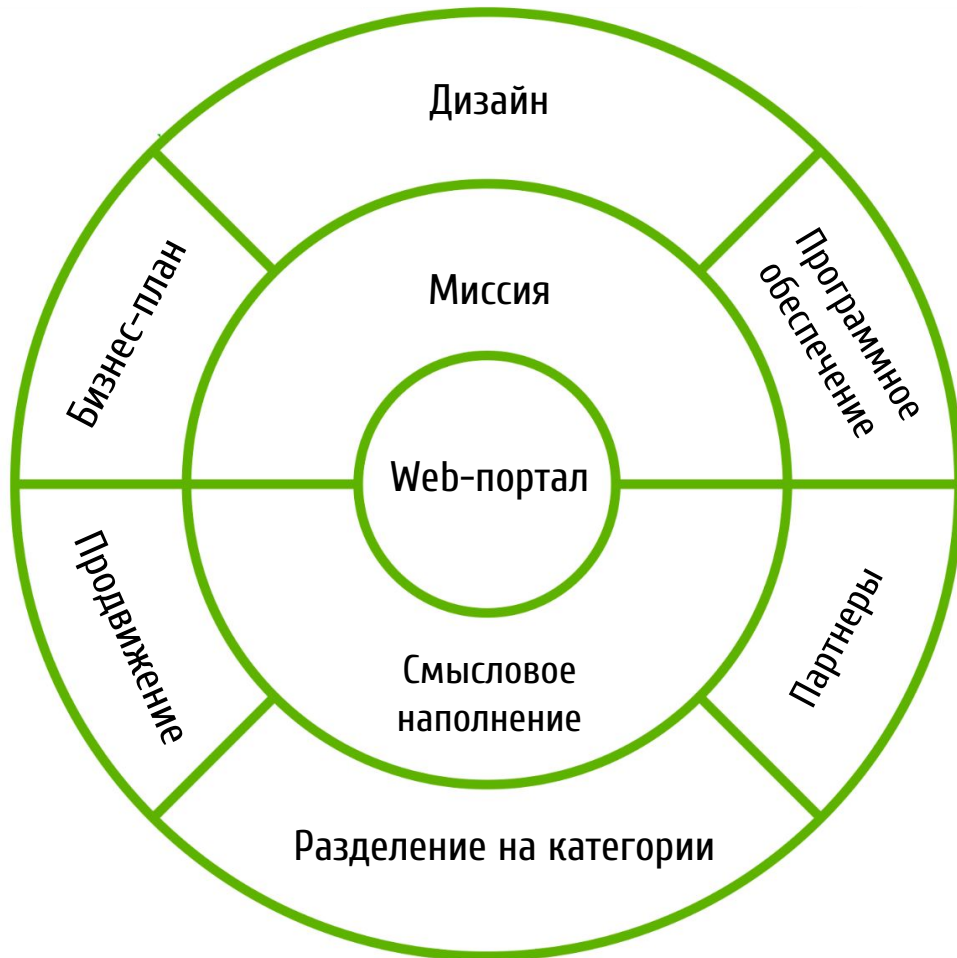 Дизайн
Бизнес-план
Миссия
Программное
обеспечение
Web-портал
Продвижение
Смысловое
наполнение
Партнеры
Разделение на категории